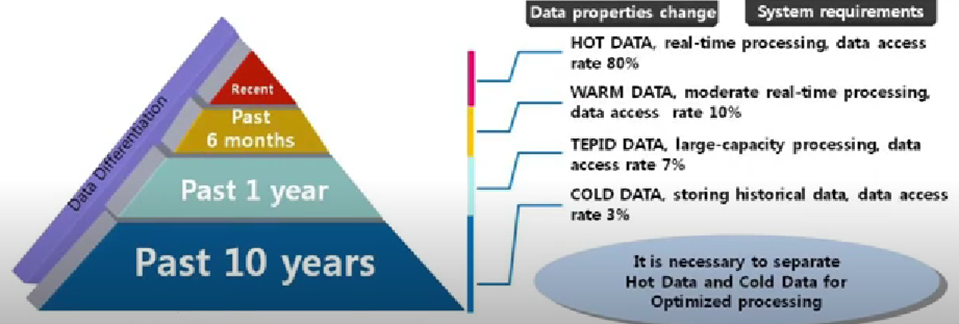 Data properties change
System requirements
Data Differentiation
Recent
Past
6 months
Past 1 year
Past 10 years
HOT DATA, real-time processing, data access
rate 80%
WARM DATA, moderate real-time processing,
data access rate 10%
TEPID DATA, large-capacity processing, data
access rate 7%
COLD DATA, storing historical data, data access
rate 3%
It is necessary to separate
Hot Data and Cold Data for
Optimized processing